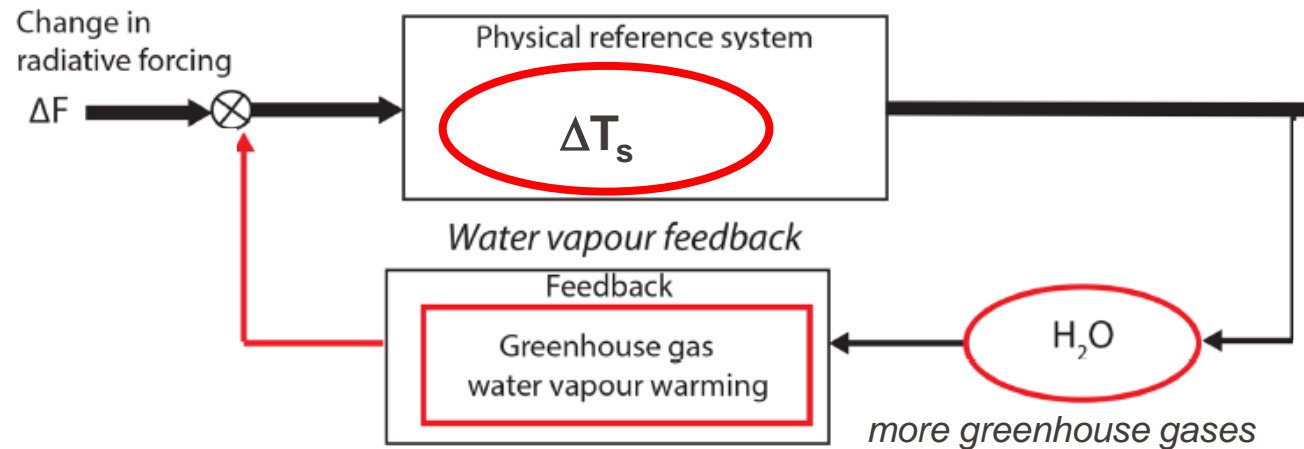 Change in
radiative forcing
ΔF
Physical reference system
ΔTₛ
Water vapour feedback
Feedback
Greenhouse gas
water vapour warming
H₂O
more greenhouse gases